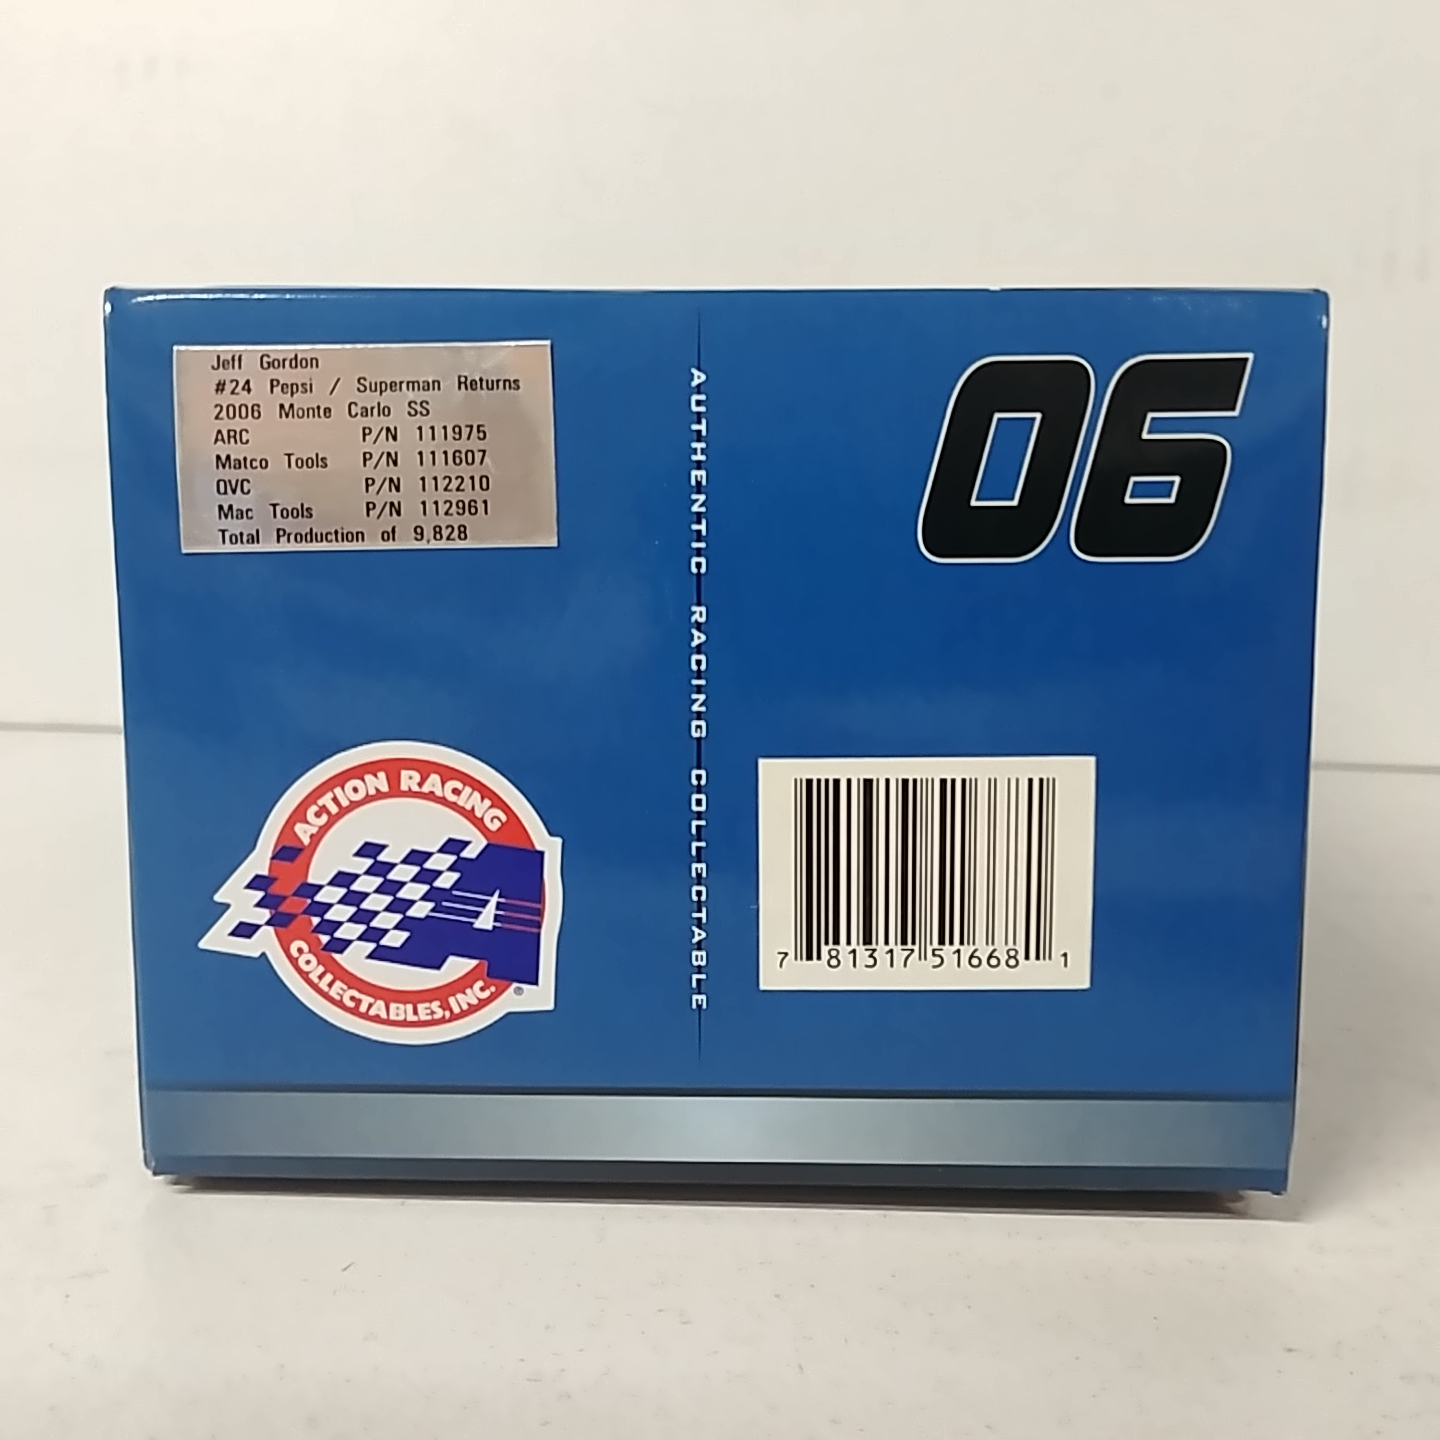 Jeff Gordon
#24 Pepsi / Superman Returns
2006 Monte Carlo SS
ARC P/N 111975
Matco Tools P/N 111607
QVC P/N 112210
Mac Tools P/N 112961
Total Production of 9,828
AUTHENTIC RACING COLLECTABLE
06
ACTION RACING
COLLECTABLES, INC.
®
7 81317 51668 1